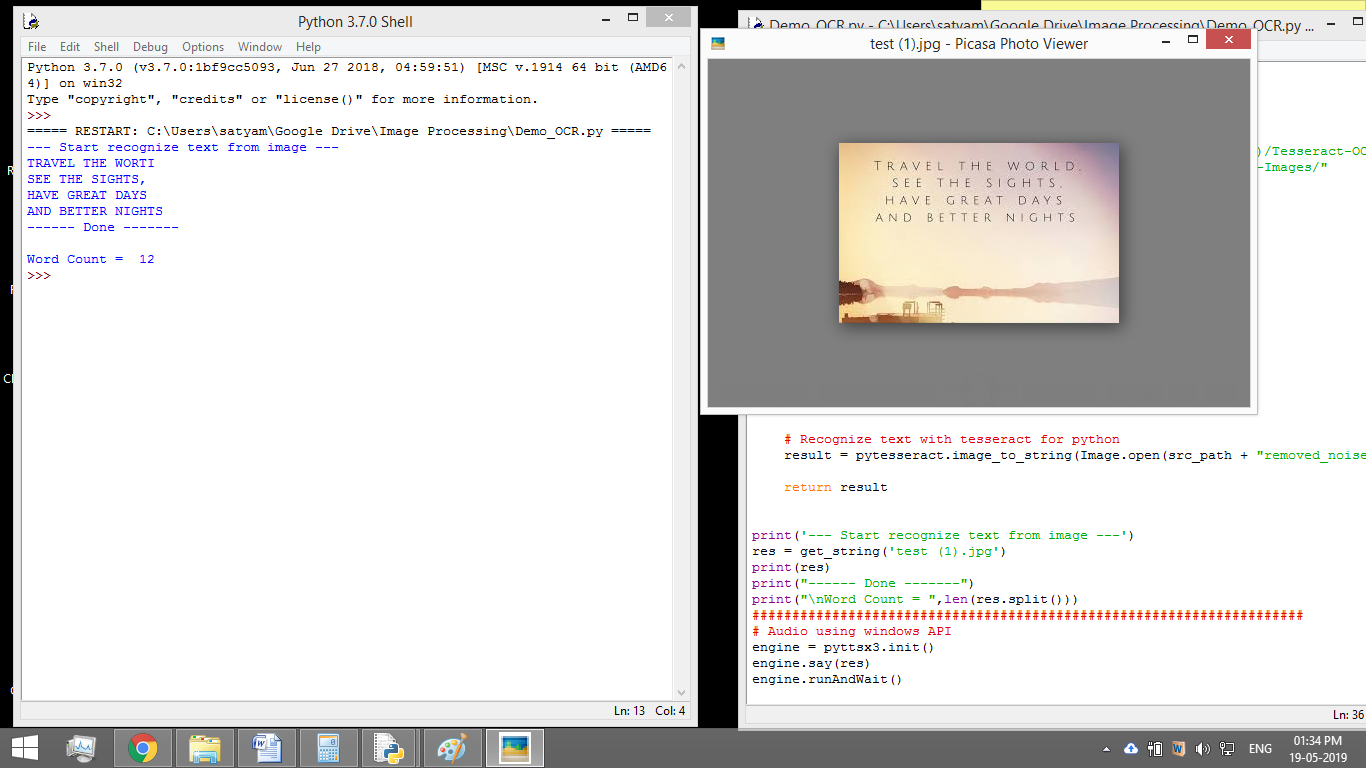 Python 3.7.0 Shell
File Edit Shell Debug Options Window Help
Python 3.7.0 (v3.7.0:1bf9cc5093, Jun 27 2018, 04:59:51) [MSC v.1914 64 bit (AMD6
4)] on win32
Type "copyright", "credits" or "license()" for more information.
>>>
===== RESTART: C:\Users\satyam\Google Drive\Image Processing\Demo_OCR.py =====
--- Start recognize text from image ---
TRAVEL THE WORTI
SEE THE SIGHTS,
HAVE GREAT DAYS
AND BETTER NIGHTS
------ Done -------
Word Count =  12
>>>
Ln: 13 Col: 4
Demo_OCR.py - C:\Users\satyam\Google Drive\Image Processing\Demo_OCR.py ...
test (1).jpg - Picasa Photo Viewer
TRAVEL THE WORLD,
SEE THE SIGHTS,
HAVE GREAT DAYS
AND BETTER NIGHTS
)/Tesseract-OC
-Images/"
# Recognize text with tesseract for python
result = pytesseract.image_to_string(Image.open(src_path + "removed_noise
return result
print('--- Start recognize text from image ---')
res = get_string('test (1).jpg')
print(res)
print("------ Done -------")
print("\nWord Count = ",len(res.split()))
#####################################################################
# Audio using windows API
engine = pyttsx3.init()
engine.say(res)
engine.runAndWait()
Ln: 36
ENG
01:34 PM
19-05-2019